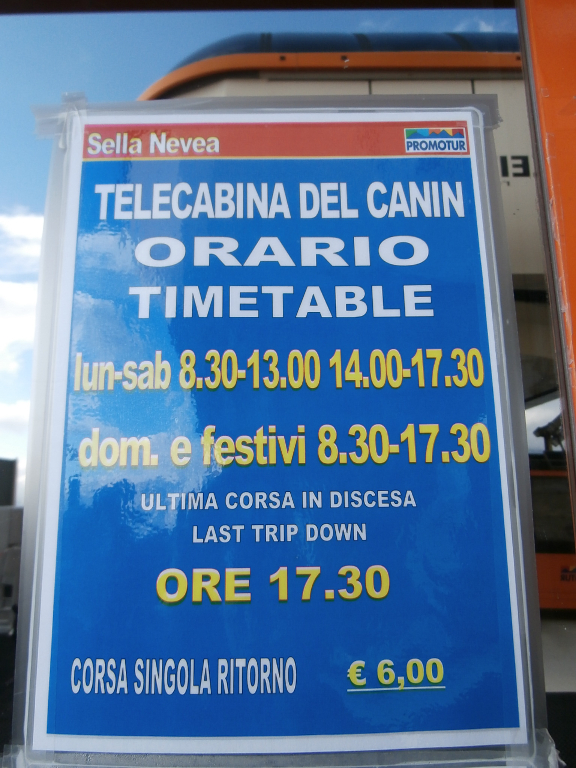 Sella Nevea
PROMOTUR
TELECABINA DEL CANIN
ORARIO
TIMETABLE
lun-sab 8.30-13.00 14.00-17.30
dom. e festivi 8.30-17.30
ULTIMA CORSA IN DISCESA
LAST TRIP DOWN
ORE 17.30
CORSA SINGOLA RITORNO € 6,00